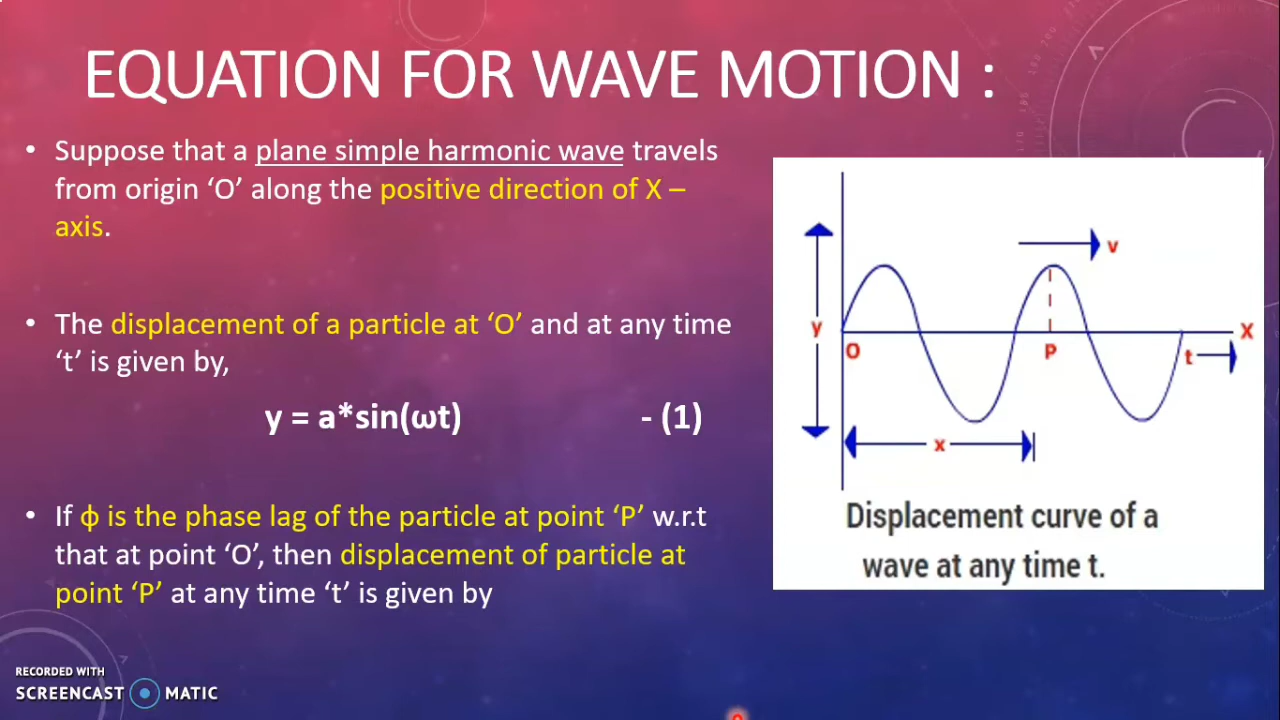 EQUATION FOR WAVE MOTION :
• Suppose that a plane simple harmonic wave travels
from origin ‘O’ along the positive direction of X –
axis.
• The displacement of a particle at ‘O’ and at any time
‘t’ is given by,
y = a*sin(ωt) - (1)
• If ϕ is the phase lag of the particle at point ‘P’ w.r.t
that at point ‘O’, then displacement of particle at
point ‘P’ at any time ‘t’ is given by
v
y
X
O
P
t
x
Displacement curve of a
wave at any time t.
RECORDED WITH
SCREENCAST MATIC